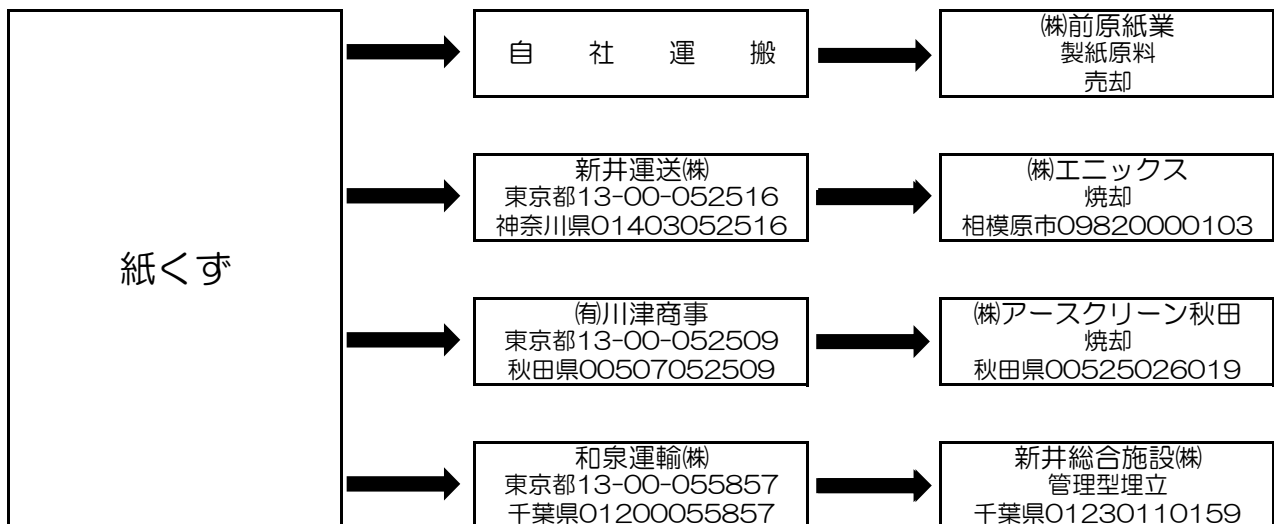 紙くず
自社運搬
㈱前原紙業
製紙原料
売却
新井運送㈱
東京都13-00-052516
神奈川県01403052516
㈱エニックス
焼却
相模原市09820000103
㈲川津商事
東京都13-00-052509
秋田県00507052509
㈱アースクリーン秋田
焼却
秋田県00525026019
和泉運輸㈱
東京都13-00-055857
千葉県01200055857
新井総合施設㈱
管理型埋立
千葉県01230110159